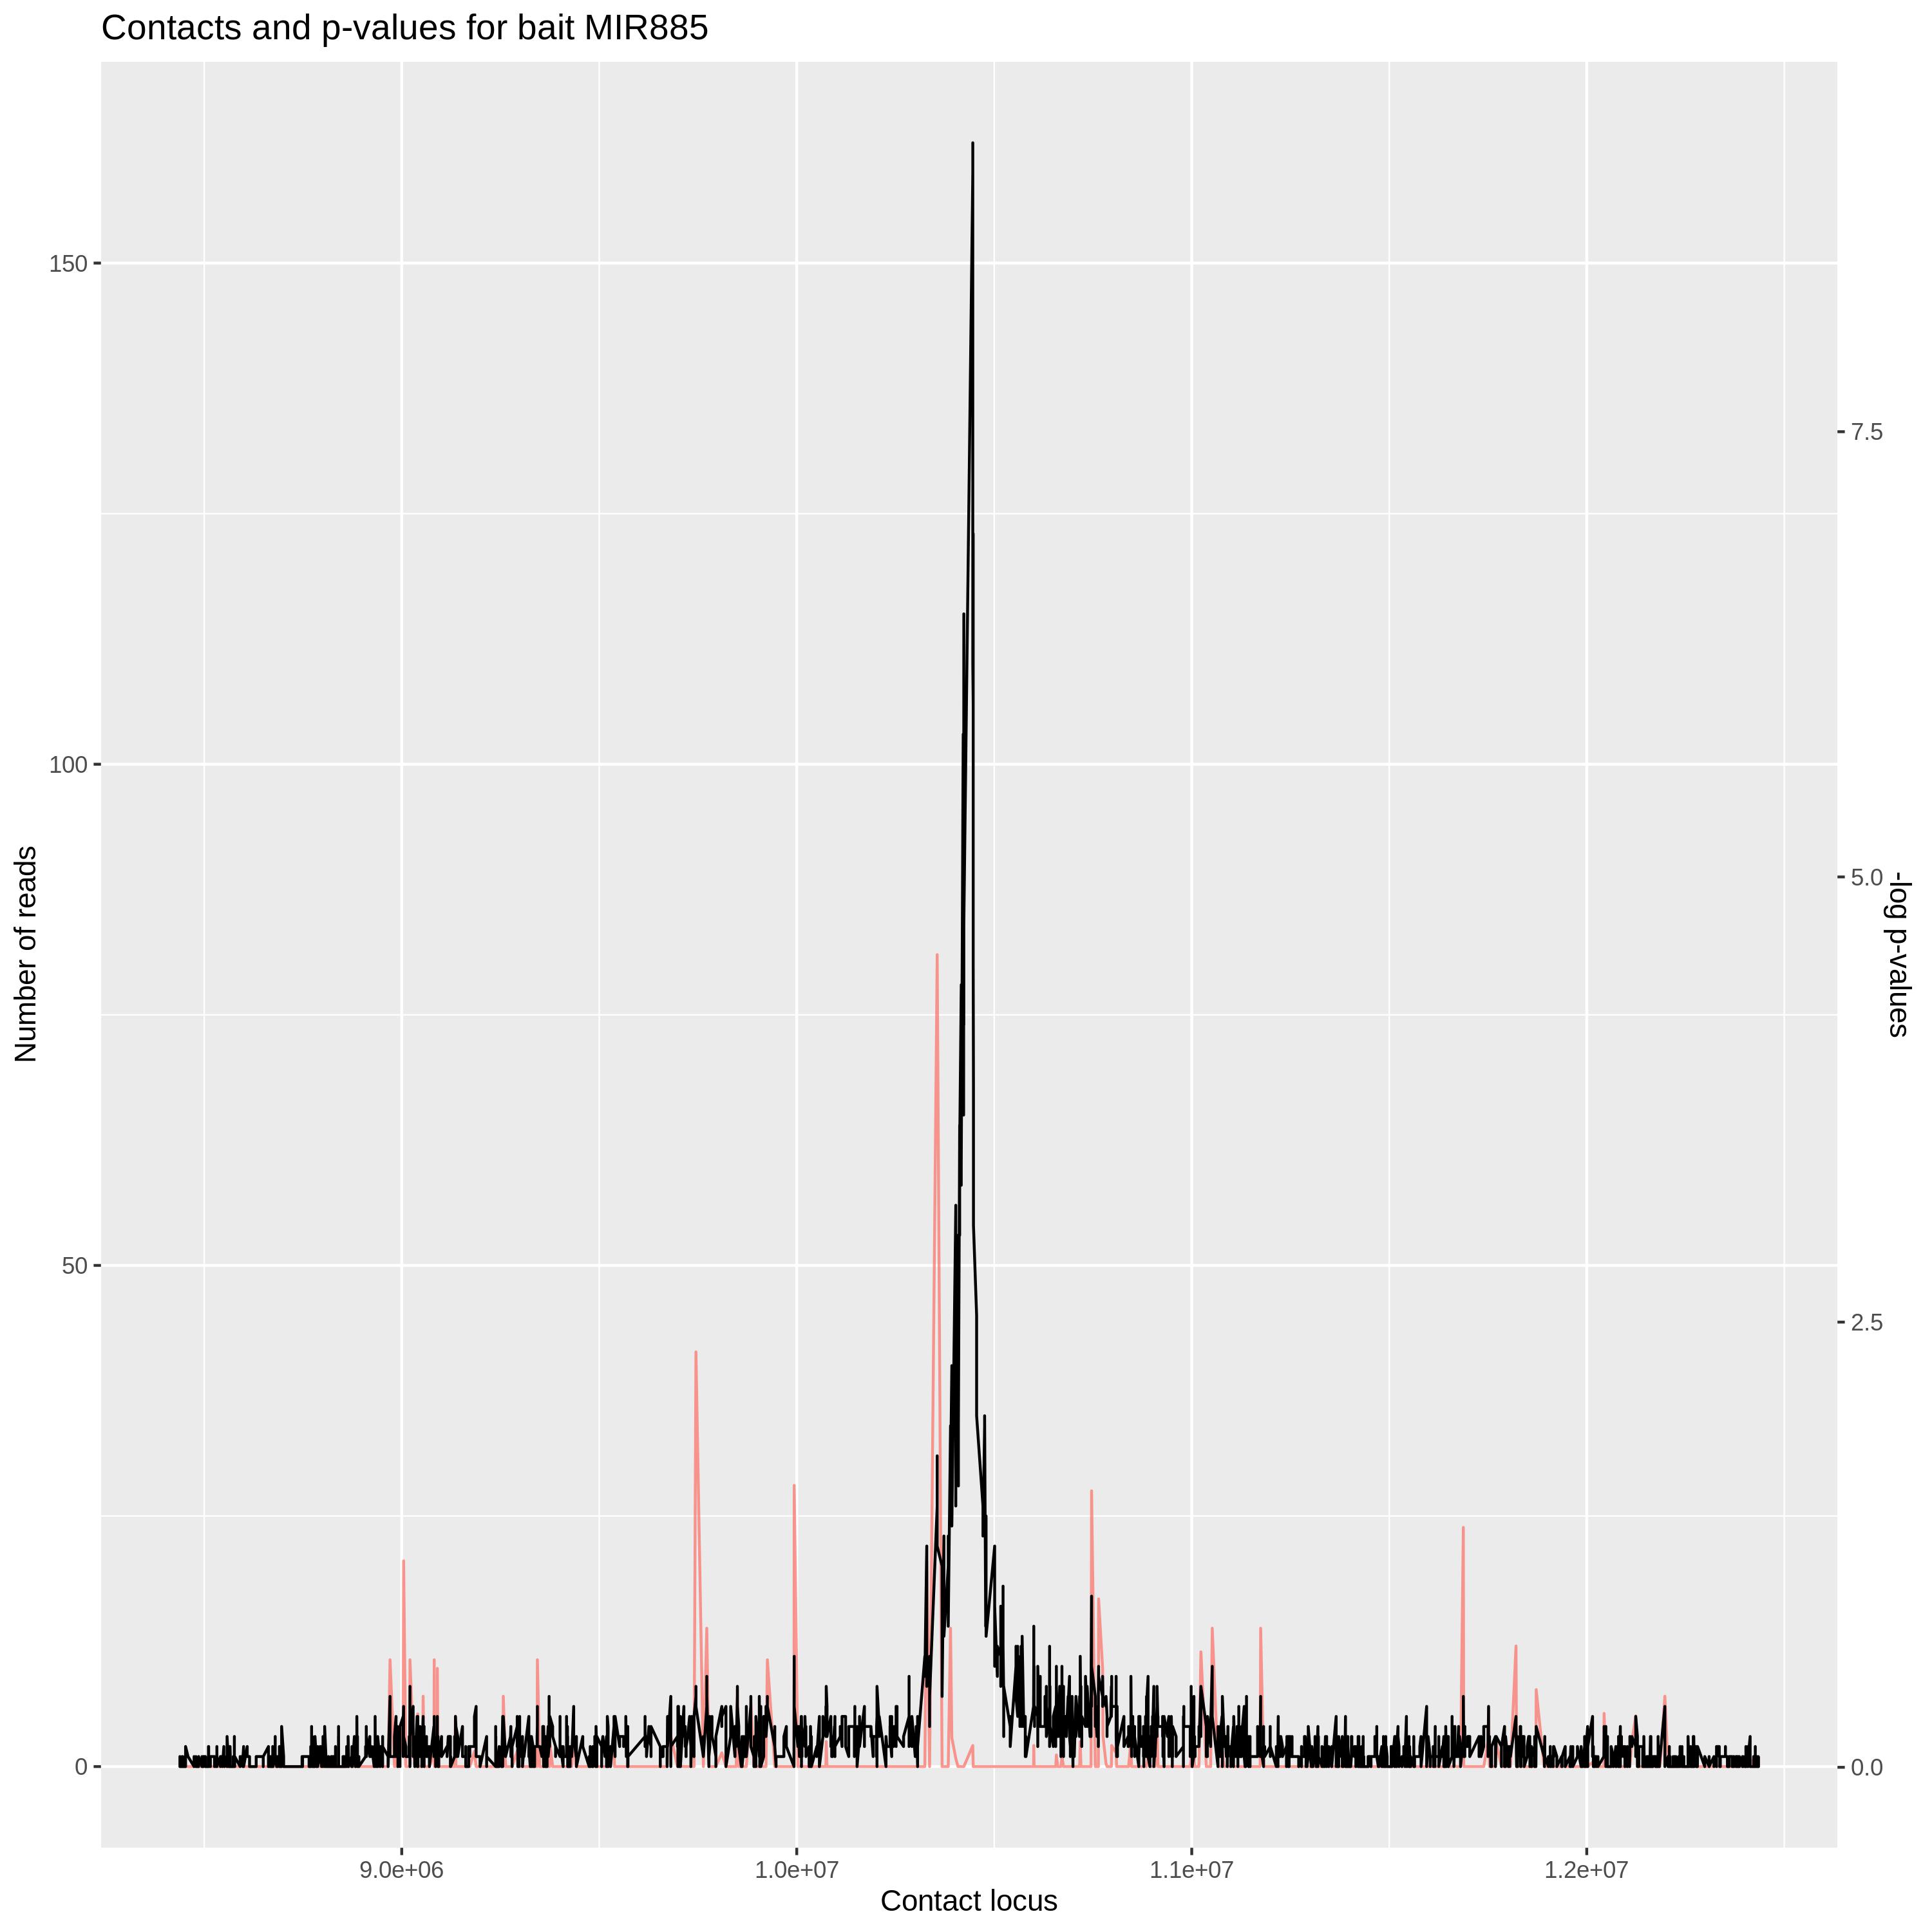 Contacts and p-values for bait MIR885
150
100
50
0
Number of reads
7.5
5.0
2.5
0.0
-log p-values
9.0e+06
1.0e+07
1.1e+07
1.2e+07
Contact locus